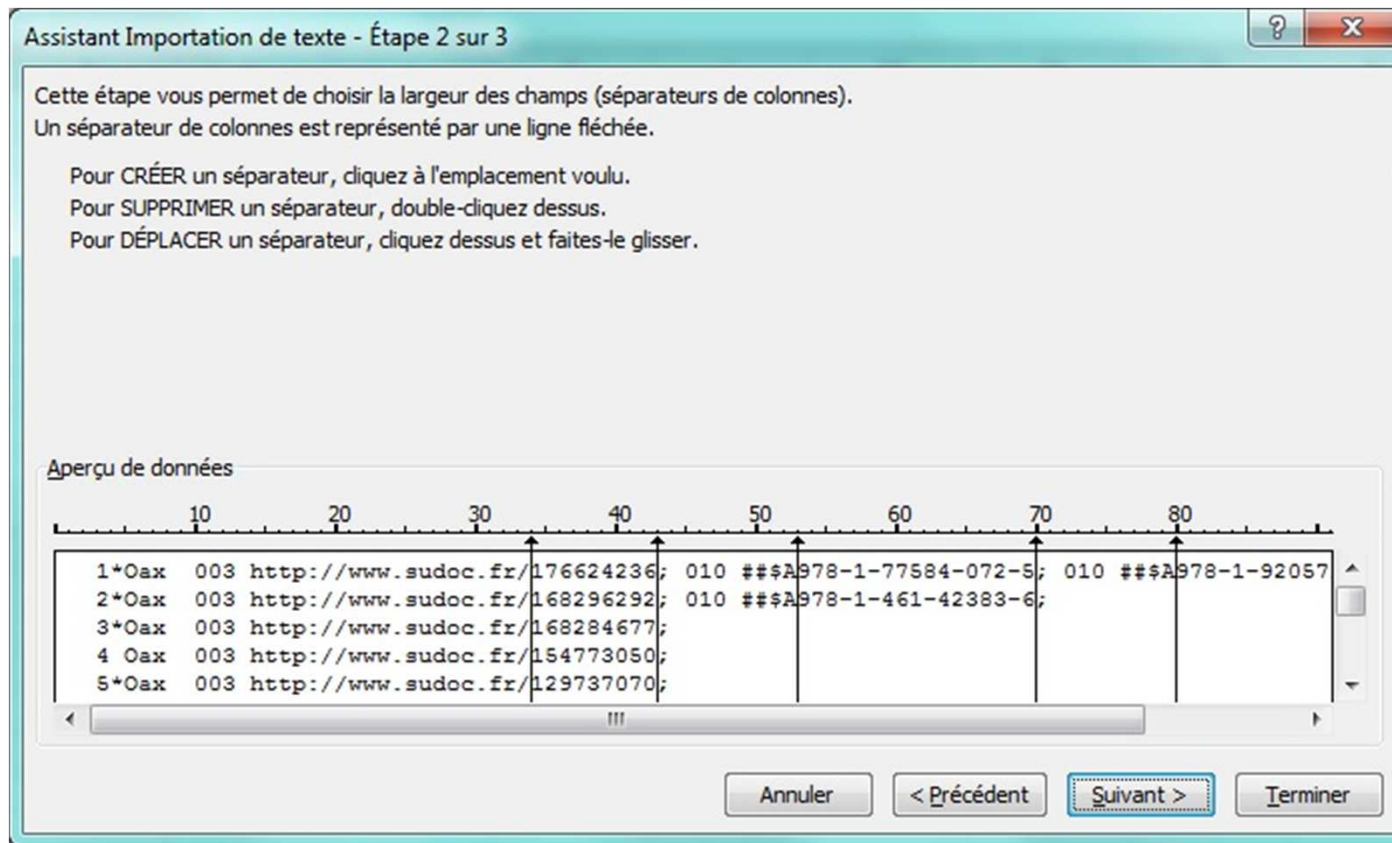 Assistant Importation de texte - Étape 2 sur 3
Cette étape vous permet de choisir la largeur des champs (séparateurs de colonnes).
Un séparateur de colonnes est représenté par une ligne fléchée.
Pour CRÉER un séparateur, cliquez à l'emplacement voulu.
Pour SUPPRIMER un séparateur, double-cliquez dessus.
Pour DÉPLACER un séparateur, cliquez dessus et faites-le glisser.
Aperçu de données
10 20 30 40 50 60 70 80
1*Oax 003 http://www.sudoc.fr/176624236; 010 ##$A978-1-77584-072-5; 010 ##$A978-1-92057
2*Oax 003 http://www.sudoc.fr/168296292; 010 ##$A978-1-461-42383-6;
3*Oax 003 http://www.sudoc.fr/168284677;
4 Oax 003 http://www.sudoc.fr/154773050;
5*Oax 003 http://www.sudoc.fr/129737070;
Annuler < Précédent Suivant > Terminer